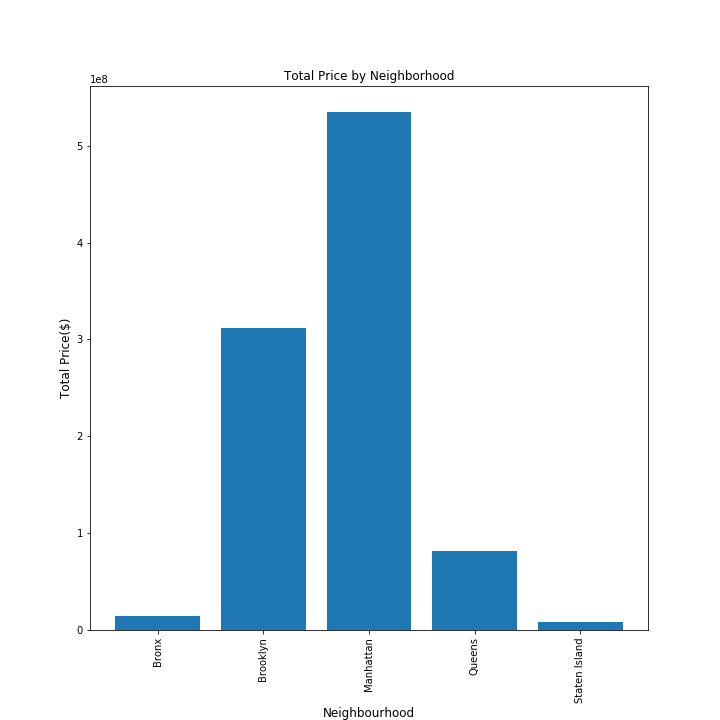 Total Price by Neighborhood
1e8
5
4
3
2
1
0
Total Price($)
Bronx
Brooklyn
Manhattan
Queens
Staten Island
Neighbourhood